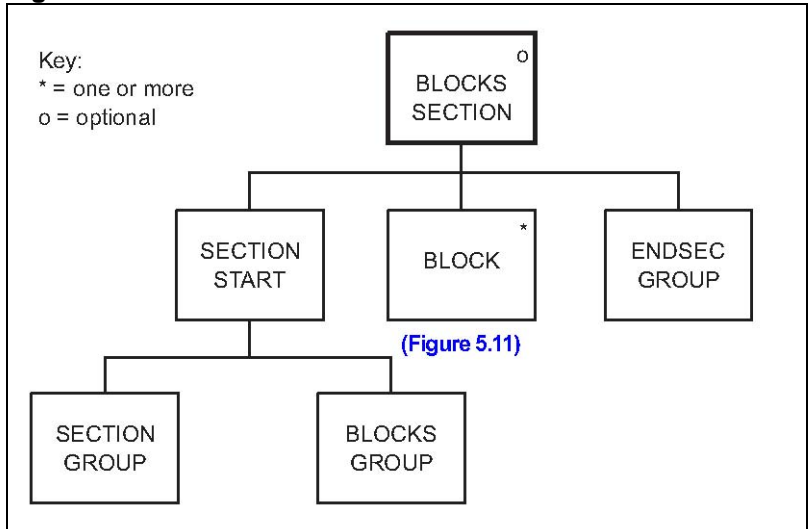 Key:
* = one or more
o = optional
o
BLOCKS
SECTION
SECTION
START
*
BLOCK
ENDSEC
GROUP
(Figure 5.11)
SECTION
GROUP
BLOCKS
GROUP